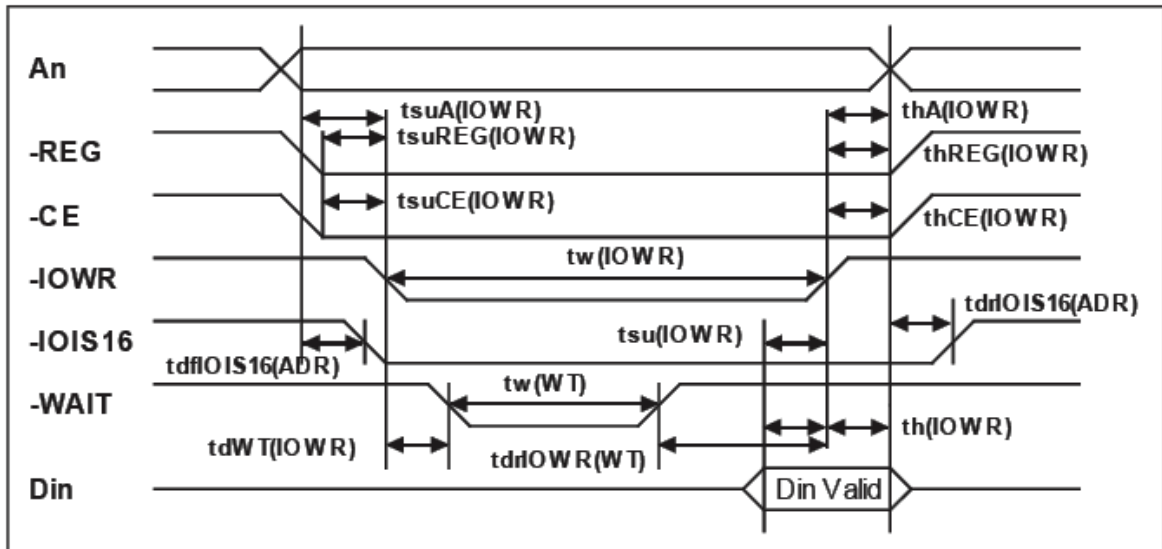 An
tsuA(IOWR)
thA(IOWR)
tsuREG(IOWR)
-REG
thREG(IOWR)
tsuCE(IOWR)
-CE
thCE(IOWR)
tw(IOWR)
-IOWR
tdrIOIS16(ADR)
tsu(IOWR)
-IOIS16
tdfIOIS16(ADR)
tw(WT)
-WAIT
th(IOWR)
tdWT(IOWR)
tdrIOWR(WT)
Din
Din Valid